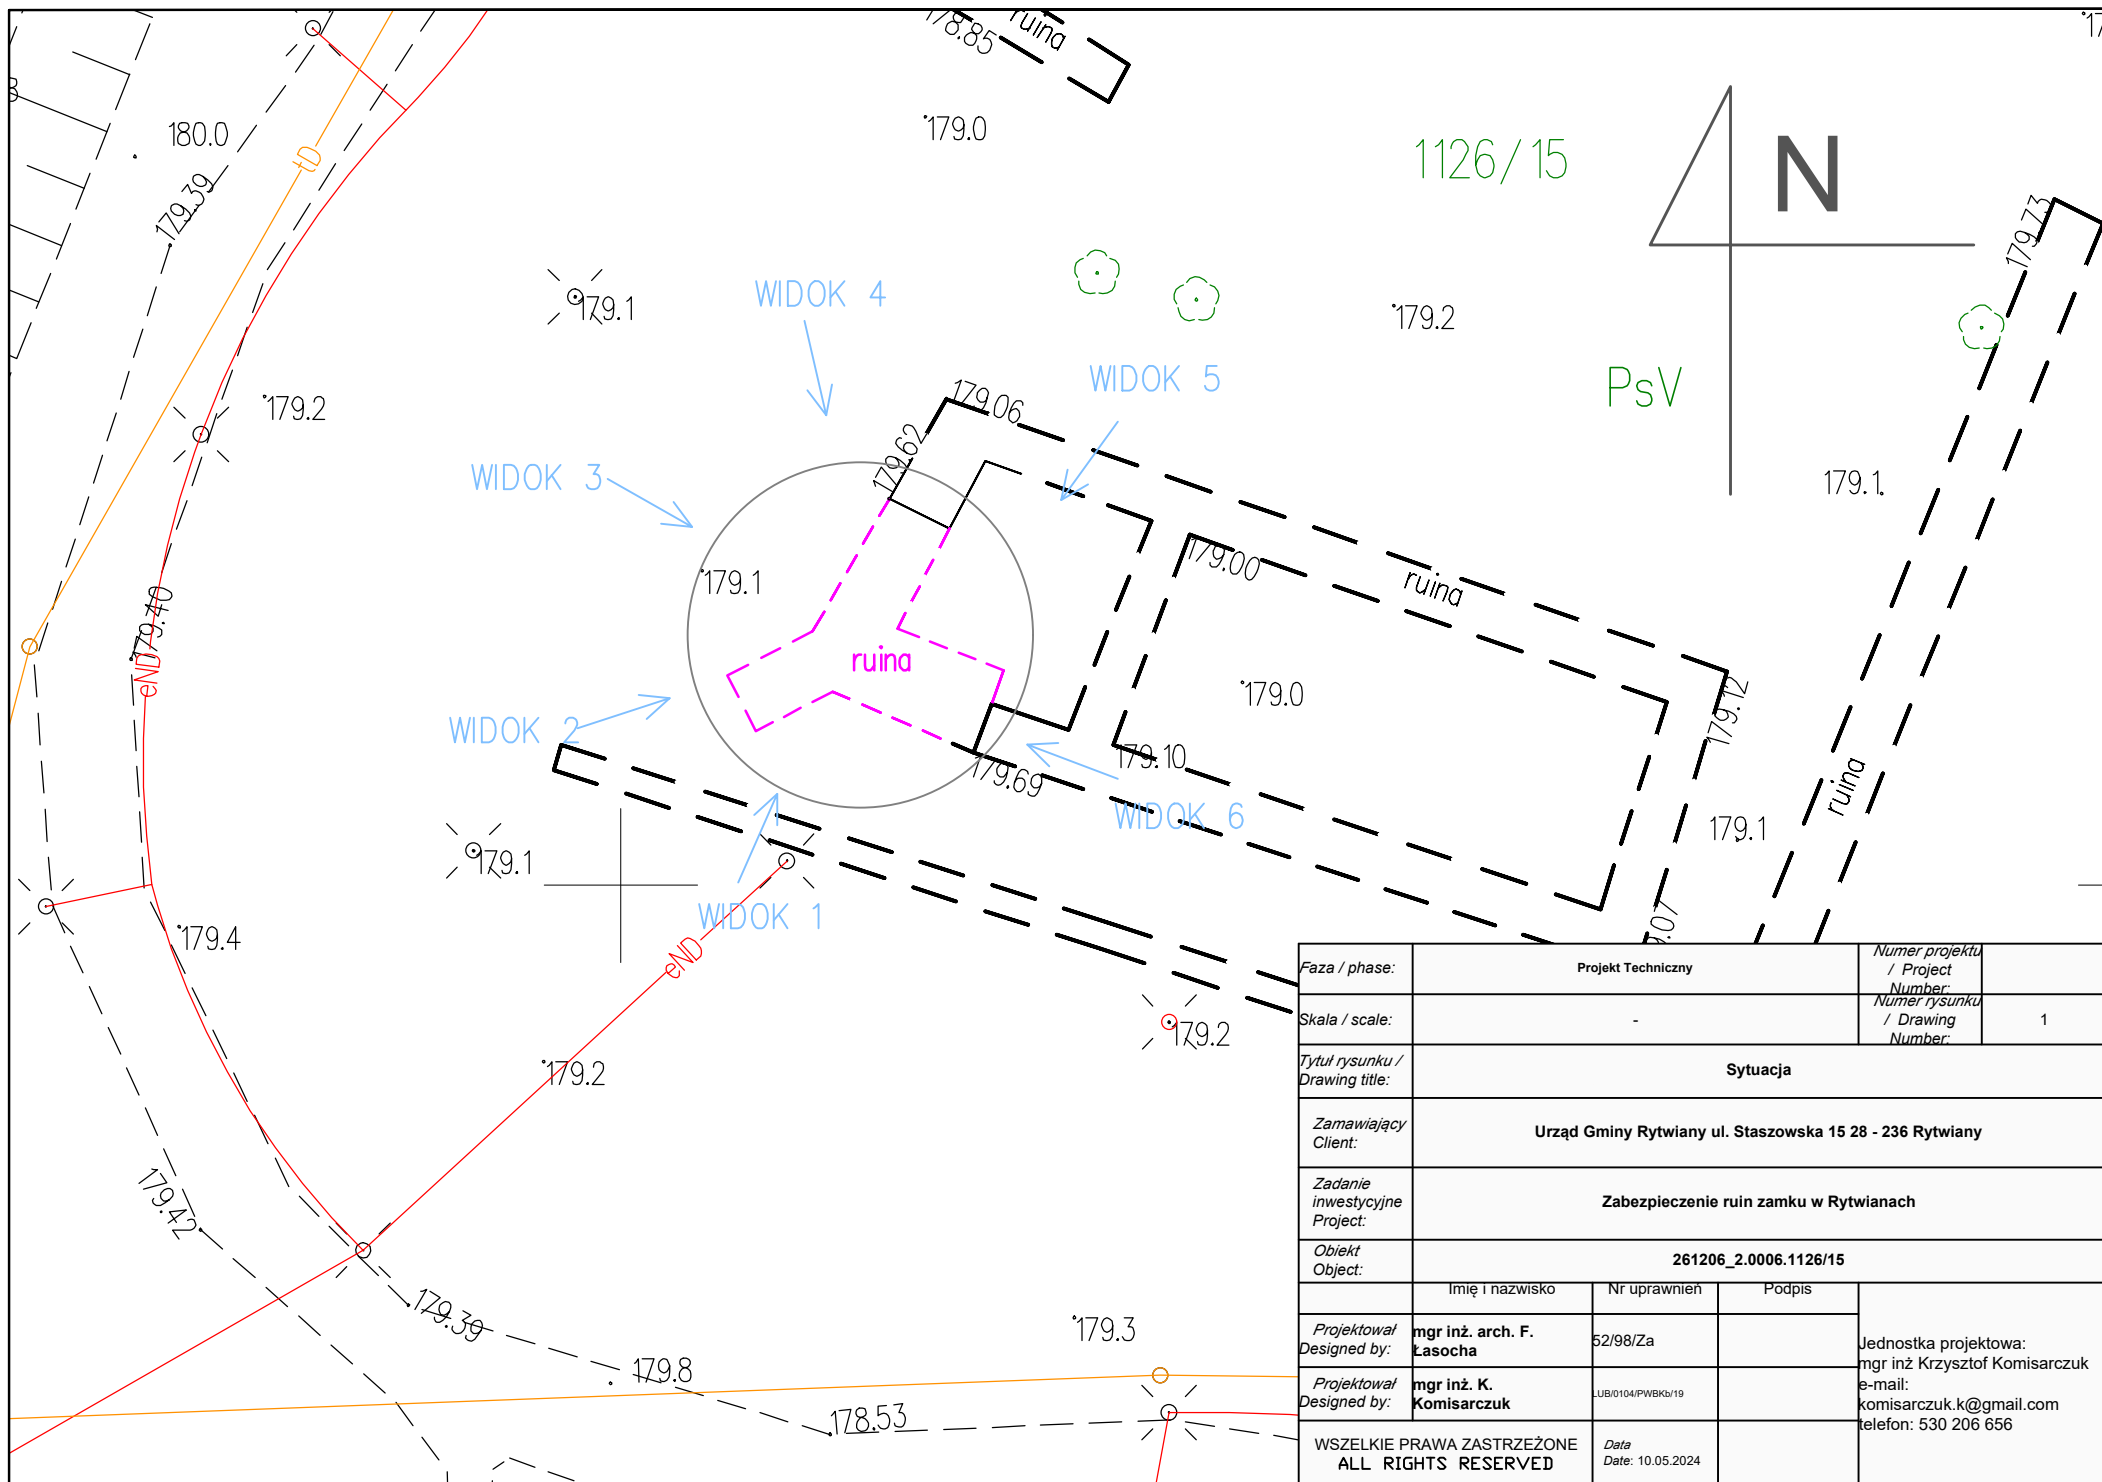 178.85
ruina
180.0
179.0
1126/15
N
tD
179.39
179.73
WIDOK 4
179.1
179.2
WIDOK 5
PsV
179.2
179.06
179.62
WIDOK 3
179.1
179.00
ruina
179.1
179.40
eND
ruina
179.0
179.12
WIDOK 2
179.10
179.69
ruina
WIDOK 6
179.1
179.1
WIDOK 1
179.4
eND
9.07
179.2
179.2
179.42
179.39
179.3
179.8
178.53
Faza / phase:
Projekt Techniczny
Numer projektu
/ Project
Number:
Skala / scale:
-
Numer rysunku
/ Drawing
Number:
1
Tytuł rysunku /
Drawing title:
Sytuacja
Zamawiający
Client:
Urząd Gminy Rytwiany ul. Staszowska 15 28 - 236 Rytwiany
Zadanie
inwestycyjne
Project:
Zabezpieczenie ruin zamku w Rytwianach
Obiekt
Object:
261206_2.0006.1126/15
Imię i nazwisko
Nr uprawnień
Podpis
Projektował
Designed by:
mgr inż. arch. F.
Łasocha
52/98/Za
Projektował
Designed by:
mgr inż. K.
Komisarczuk
LUB/0104/PWBKb/19
Jednostka projektowa:
mgr inż Krzysztof Komisarczuk
e-mail:
komisarczuk.k@gmail.com
telefon: 530 206 656
WSZELKIE PRAWA ZASTRZEŻONE
ALL RIGHTS RESERVED
Data
Date: 10.05.2024